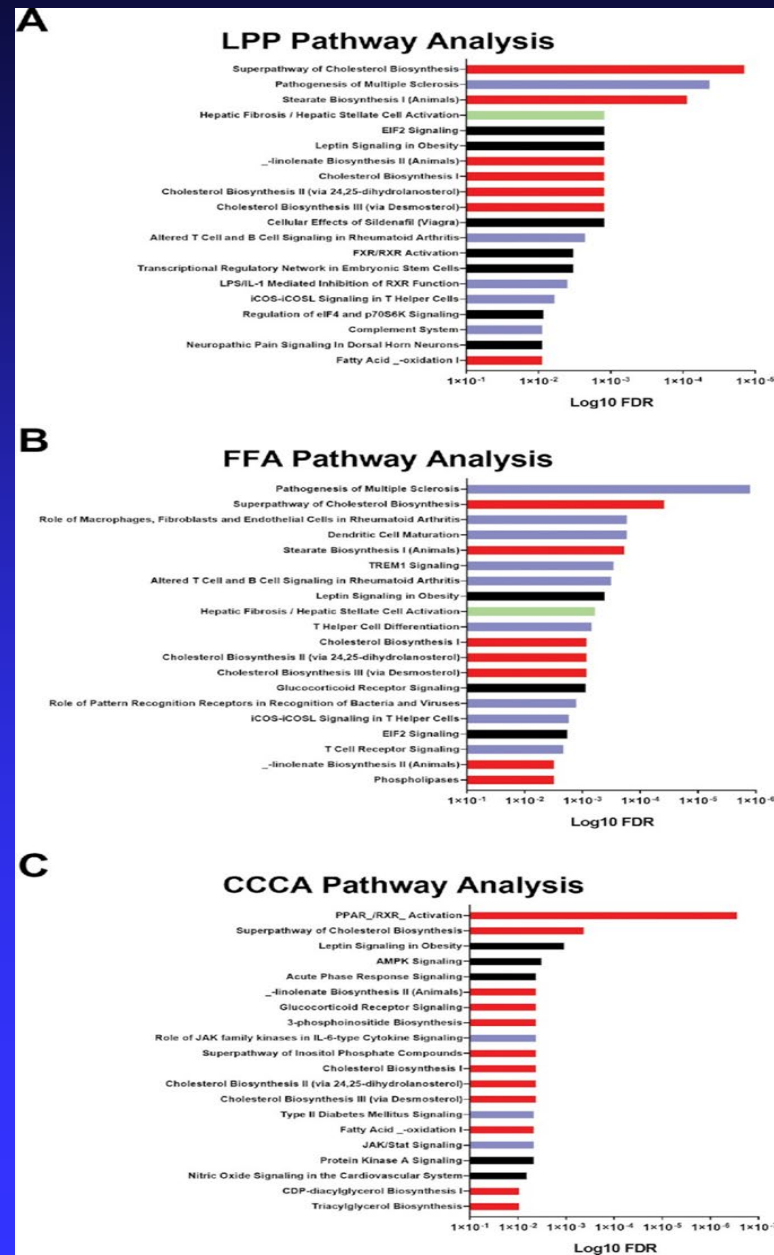 A
LPP Pathway Analysis
Superpathway of Cholesterol Biosynthesis
Pathogenesis of Multiple Sclerosis
Stearate Biosynthesis I (Animals)
Hepatic Fibrosis / Hepatic Stellate Cell Activation
EIF2 Signaling
Leptin Signaling in Obesity
_-linolenate Biosynthesis II (Animals)
Cholesterol Biosynthesis I
Cholesterol Biosynthesis II (via 24,25-dihydrolanosterol)
Cholesterol Biosynthesis III (via Desmosterol)
Cellular Effects of Sildenafil (Viagra)
Altered T Cell and B Cell Signaling in Rheumatoid Arthritis
FXR/RXR Activation
Transcriptional Regulatory Network in Embryonic Stem Cells
LPS/IL-1 Mediated Inhibition of RXR Function
iCOS-iCOSL Signaling in T Helper Cells
Regulation of eIF4 and p70S6K Signaling
Complement System
Neuropathic Pain Signaling In Dorsal Horn Neurons
Fatty Acid _-oxidation I
1×10⁻¹ 1×10⁻² 1×10⁻³ 1×10⁻⁴ 1×10⁻⁵
Log10 FDR
B
FFA Pathway Analysis
Pathogenesis of Multiple Sclerosis
Superpathway of Cholesterol Biosynthesis
Role of Macrophages, Fibroblasts and Endothelial Cells in Rheumatoid Arthritis
Dendritic Cell Maturation
Stearate Biosynthesis I (Animals)
TREM1 Signaling
Altered T Cell and B Cell Signaling in Rheumatoid Arthritis
Leptin Signaling in Obesity
Hepatic Fibrosis / Hepatic Stellate Cell Activation
T Helper Cell Differentiation
Cholesterol Biosynthesis I
Cholesterol Biosynthesis II (via 24,25-dihydrolanosterol)
Cholesterol Biosynthesis III (via Desmosterol)
Glucocorticoid Receptor Signaling
Role of Pattern Recognition Receptors in Recognition of Bacteria and Viruses
iCOS-iCOSL Signaling in T Helper Cells
EIF2 Signaling
T Cell Receptor Signaling
_-linolenate Biosynthesis II (Animals)
Phospholipases
1×10⁻¹ 1×10⁻² 1×10⁻³ 1×10⁻⁴ 1×10⁻⁵ 1×10⁻⁶
Log10 FDR
C
CCCA Pathway Analysis
PPAR_/RXR_ Activation
Superpathway of Cholesterol Biosynthesis
Leptin Signaling in Obesity
AMPK Signaling
Acute Phase Response Signaling
_-linolenate Biosynthesis II (Animals)
Glucocorticoid Receptor Signaling
3-phosphoinositide Biosynthesis
Role of JAK family kinases in IL-6-type Cytokine Signaling
Superpathway of Inositol Phosphate Compounds
Cholesterol Biosynthesis I
Cholesterol Biosynthesis II (via 24,25-dihydrolanosterol)
Cholesterol Biosynthesis III (via Desmosterol)
Type II Diabetes Mellitus Signaling
Fatty Acid _-oxidation I
JAK/Stat Signaling
Protein Kinase A Signaling
Nitric Oxide Signaling in the Cardiovascular System
CDP-diacylglycerol Biosynthesis I
Triacylglycerol Biosynthesis
1×10⁻¹ 1×10⁻² 1×10⁻³ 1×10⁻⁴ 1×10⁻⁵ 1×10⁻⁶ 1×10⁻⁷
Log10 FDR